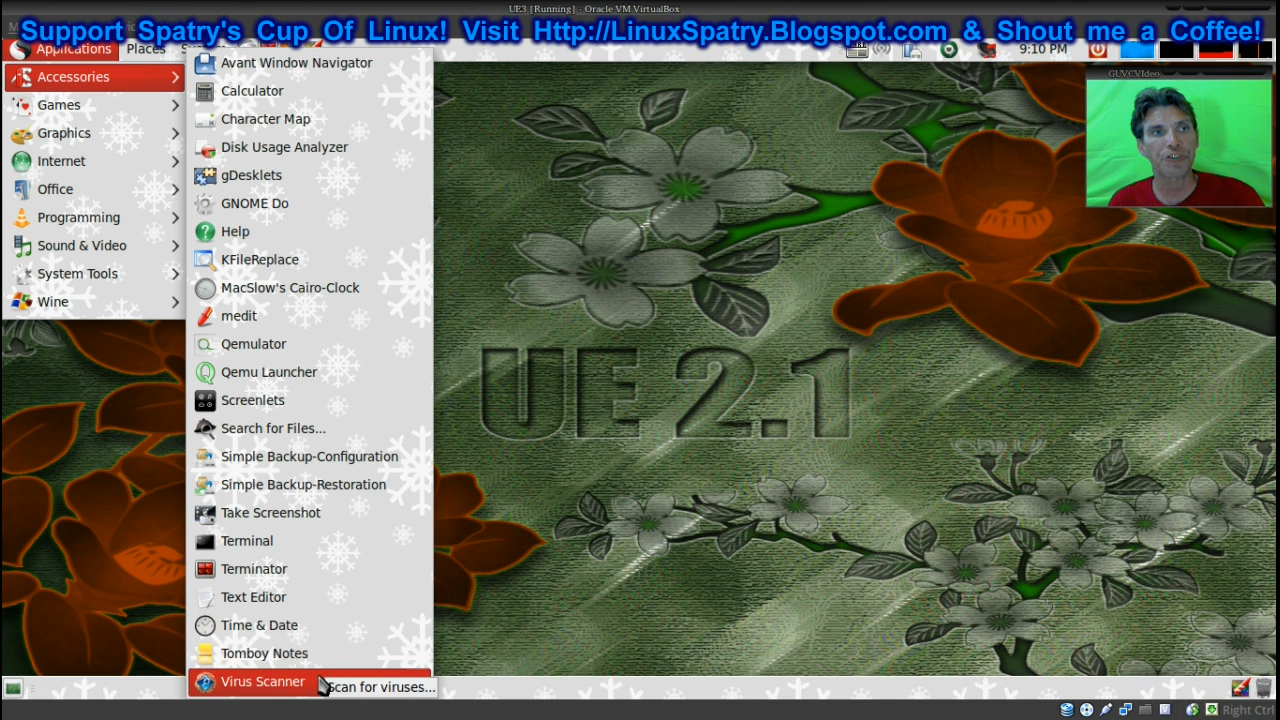 UE3 [Running] - Oracle VM VirtualBox
Support Spatry's Cup Of Linux! Visit Http://LinuxSpatry.Blogspot.com & Shout me a Coffee!
Applications Places
9:10 PM
GUVCVideo
Accessories
Games
Graphics
Internet
Office
Programming
Sound & Video
System Tools
Wine
Avant Window Navigator
Calculator
Character Map
Disk Usage Analyzer
gDesklets
GNOME Do
Help
KFileReplace
MacSlow's Cairo-Clock
medit
Qemulator
Qemu Launcher
Screenlets
Search for Files...
Simple Backup-Configuration
Simple Backup-Restoration
Take Screenshot
Terminal
Terminator
Text Editor
Time & Date
Tomboy Notes
Virus Scanner
Scan for viruses...
UE 2.1
Right Ctrl